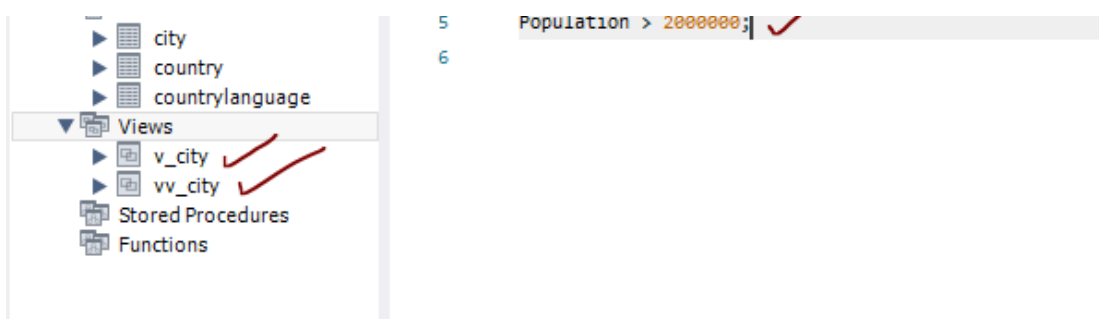 city
country
countrylanguage
Views
v_city
vv_city
Stored Procedures
Functions
5 Population > 2000000;
6